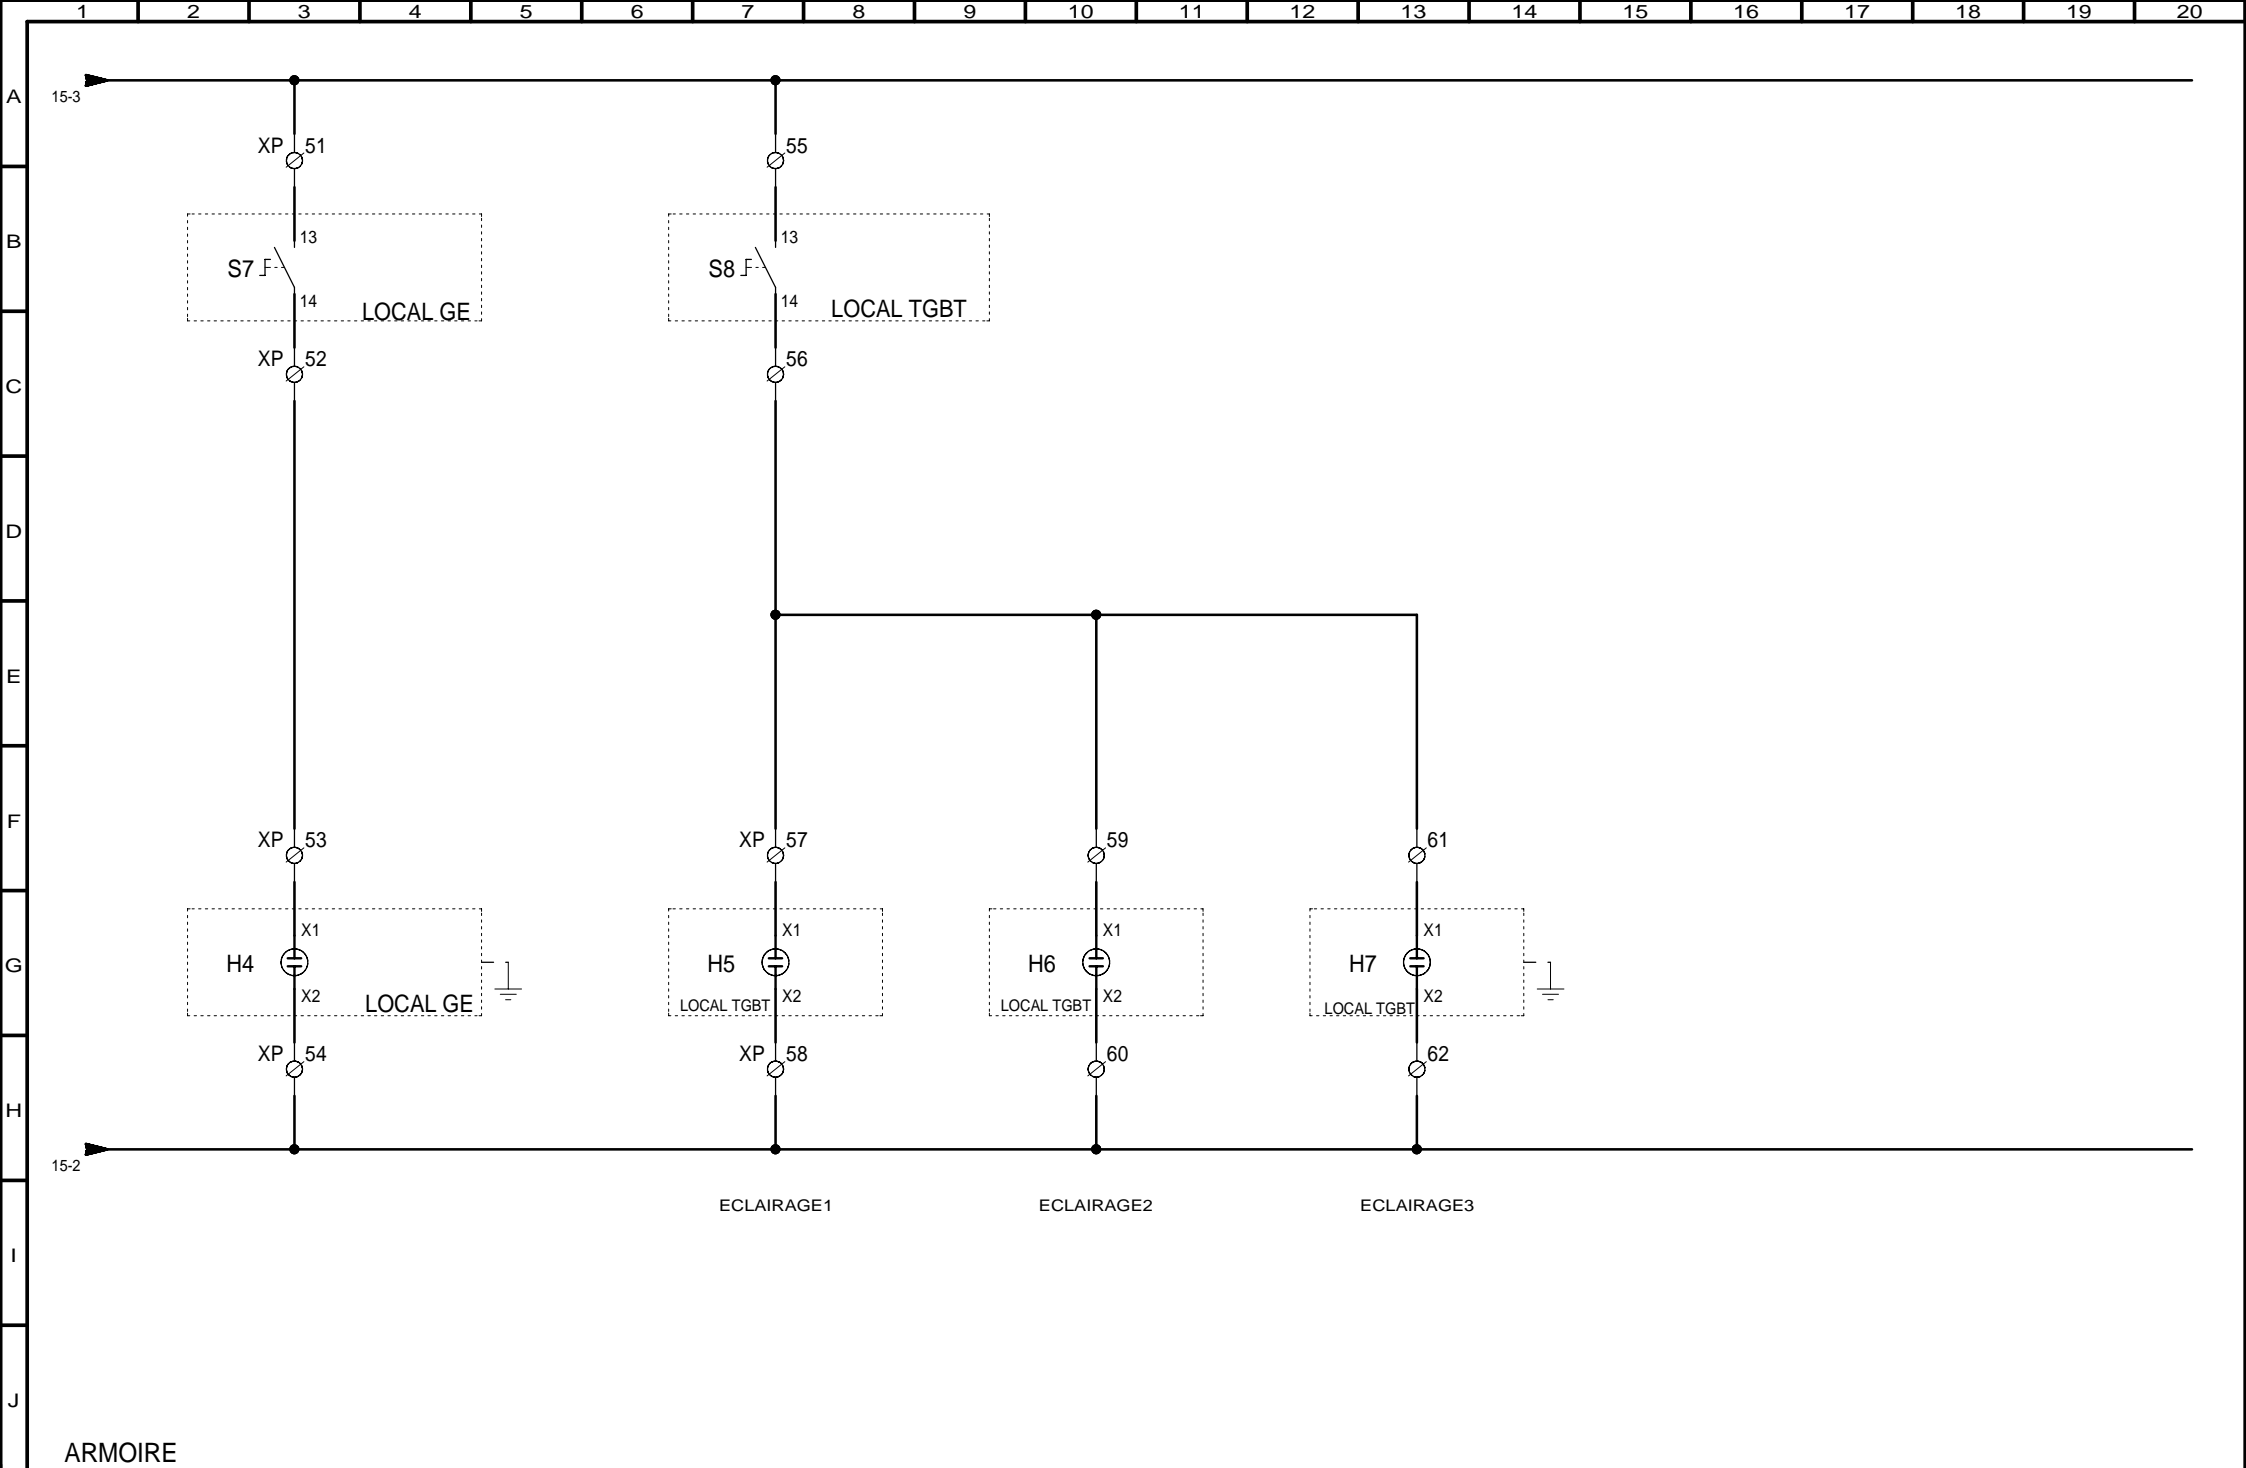 1 2 3 4 5 6 7 8 9 10 11 12 13 14 15 16 17 18 19 20
A
15-3
XP 51
55
B
13
13
S7
S8
14
14
LOCAL GE
LOCAL TGBT
XP 52
56
C
D
E
F
XP 53
XP 57
59
61
X1
X1
X1
X1
G
H4
H5
H6
H7
X2
X2
X2
X2
LOCAL GE
LOCAL TGBT
LOCAL TGBT
LOCAL TGBT
XP 54
XP 58
60
62
H
15-2
ECLAIRAGE1
ECLAIRAGE2
ECLAIRAGE3
I
J
ARMOIRE